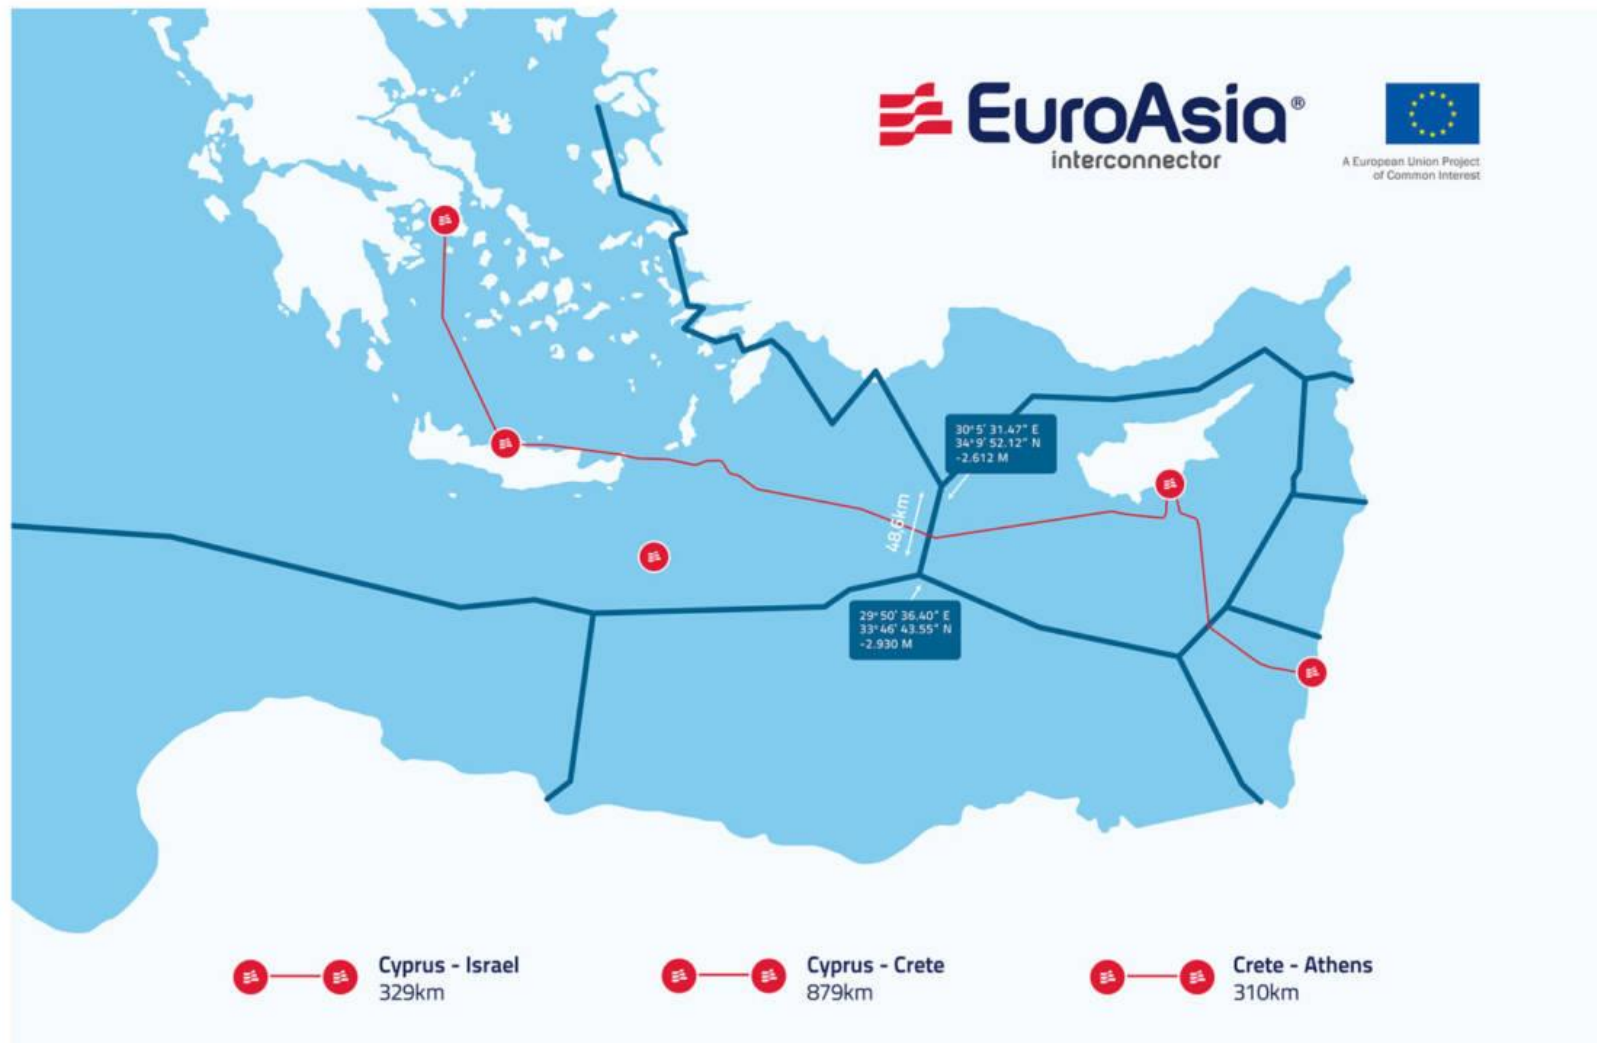 EuroAsia®
interconnector
A European Union Project
of Common Interest
30°5' 31.47" E
34°9' 52.12" N
-2.612 M
48,6km
29°50' 36.40" E
33°46' 43.55" N
-2.930 M
Cyprus - Israel
329km
Cyprus - Crete
879km
Crete - Athens
310km